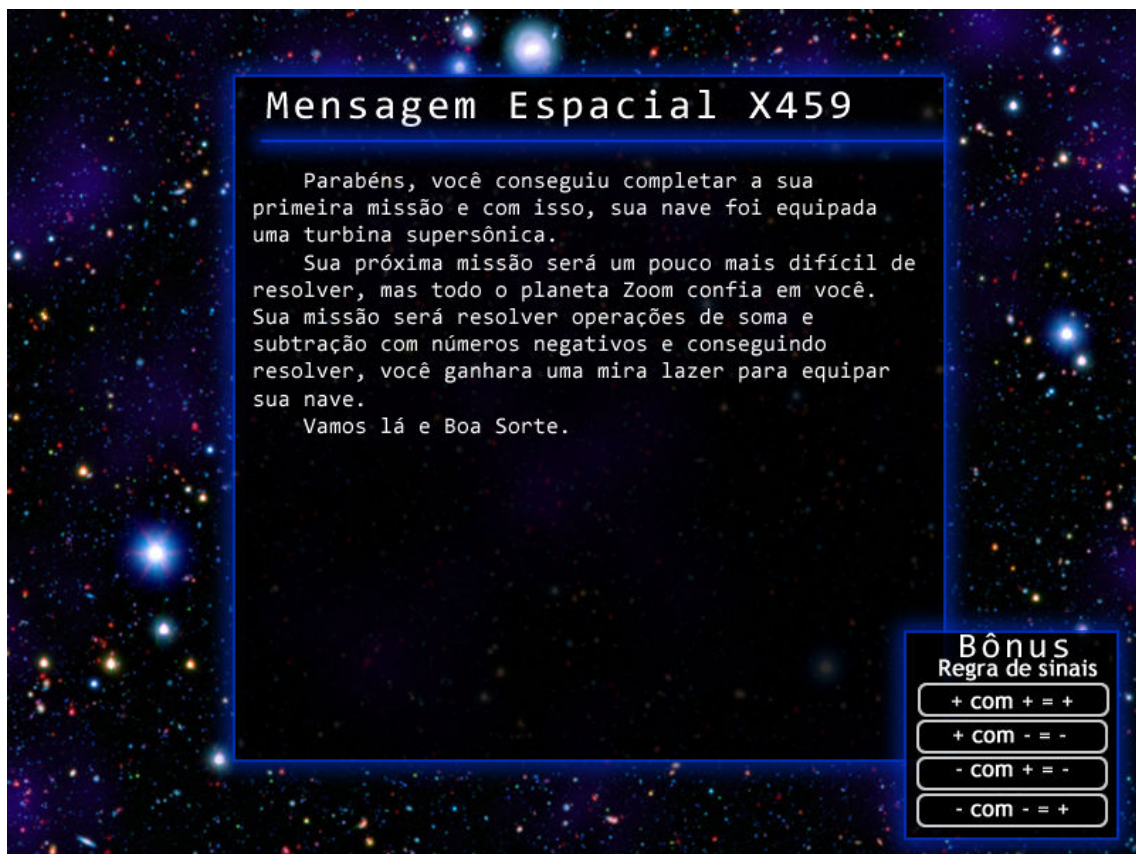 Mensagem Espacial X459
Parabéns, você conseguiu completar a sua
primeira missão e com isso, sua nave foi equipada
uma turbina supersônica.
Sua próxima missão será um pouco mais difícil de
resolver, mas todo o planeta Zoom confia em você.
Sua missão será resolver operações de soma e
subtração com números negativos e conseguindo
resolver, você ganhara uma mira lazer para equipar
sua nave.
Vamos lá e Boa Sorte.
Bônus
Regra de sinais
+ com + = +
+ com - = -
- com + = -
- com - = +